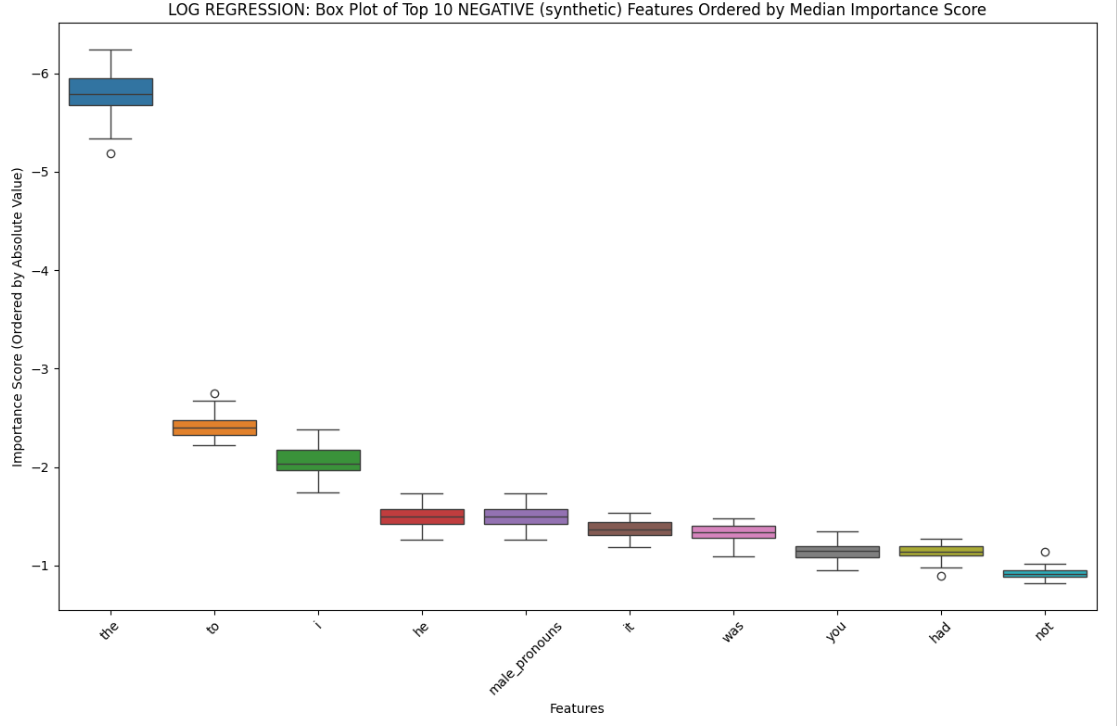 LOG REGRESSION: Box Plot of Top 10 NEGATIVE (synthetic) Features Ordered by Median Importance Score
Importance Score (Ordered by Absolute Value)
−6
−5
−4
−3
−2
−1
the
to
i
he
male_pronouns
it
was
you
had
not
Features